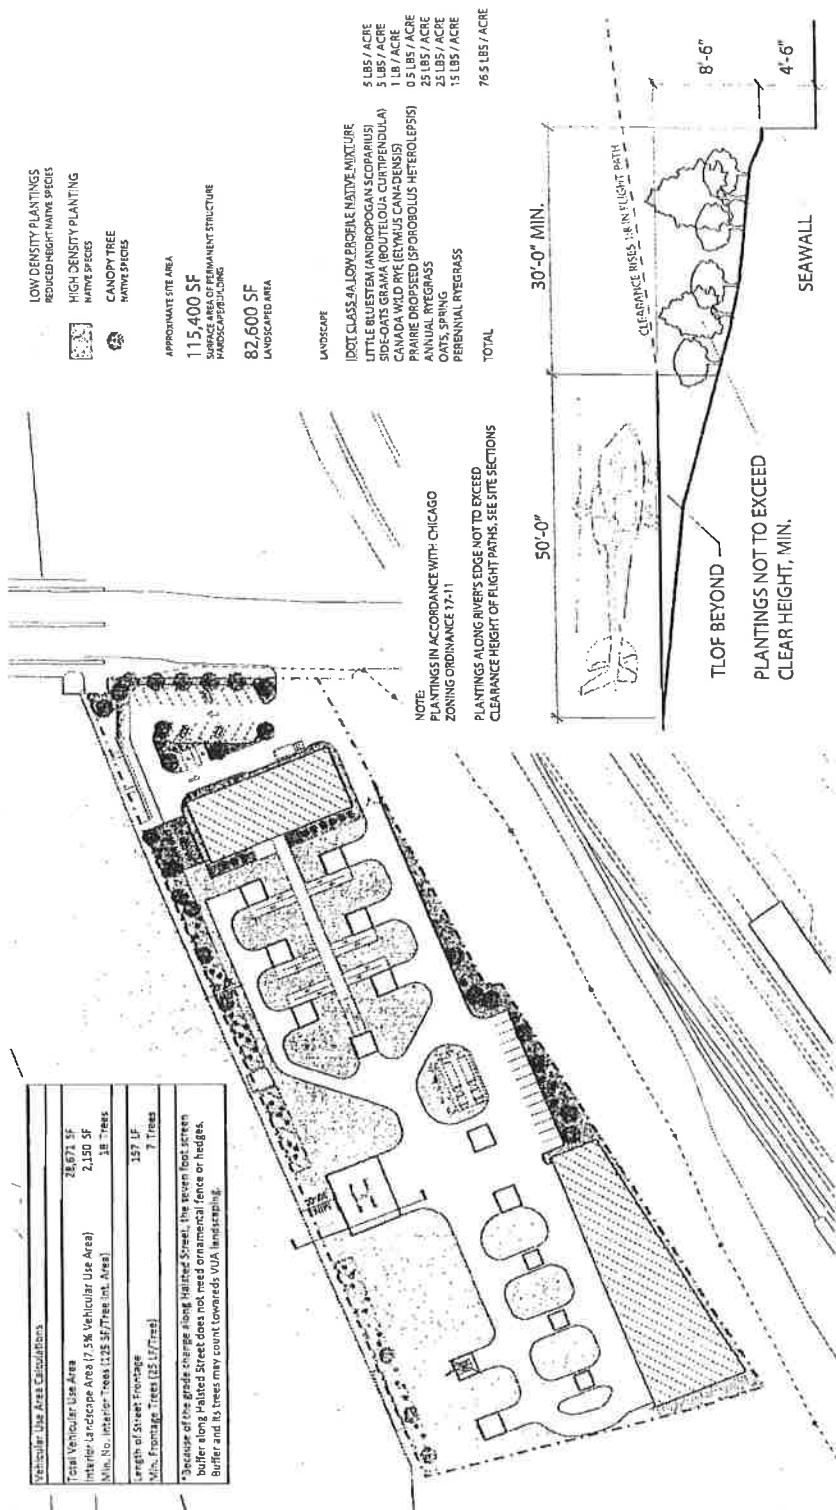 Vehicular Use Area Calculations
Total Vehicular Use Area 28,671 SF
Interior Landscape Area (7.5% Vehicular Use Area) 2,150 SF
Min. No. Interior Trees (125 SF/Tree Int. Area) 18 Trees
Length of Street Frontage 157 LF
Min. Frontage Trees (25 LF/Tree) 7 Trees
*Because of the grade change along Halsted Street, the seven foot screen
buffer along Halsted Street does not need ornamental fence or hedges.
Buffer and its trees may count towards VUA landscaping.
LOW DENSITY PLANTINGS
REDUCED HEIGHT NATIVE SPECIES
HIGH DENSITY PLANTING
NATIVE SPECIES
CANOPY TREE
NATIVE SPECIES
APPROXIMATE SITE AREA
115,400 SF
SURFACE AREA OF PERMANENT STRUCTURE
HARDSCAPE/BUILDING
82,600 SF
LANDSCAPED AREA
LANDSCAPE
IDOT CLASS 4A LOW PROFILE NATIVE MIXTURE
LITTLE BLUESTEM (ANDROPOGAN SCOPARIUS) 5 LBS / ACRE
SIDE-OATS GRAMA (BOUTELOUA CURTIPENDULA) 5 LBS / ACRE
CANADA WILD RYE (ELYMUS CANADENSIS) 1 LB / ACRE
PRAIRIE DROPSEED (SPOROBOLUS HETEROLEPSIS) 0.5 LBS / ACRE
ANNUAL RYEGRASS 25 LBS / ACRE
OATS, SPRING 25 LBS / ACRE
PERENNIAL RYEGRASS 15 LBS / ACRE
TOTAL 76.5 LBS / ACRE
NOTE:
PLANTINGS IN ACCORDANCE WITH CHICAGO
ZONING ORDINANCE 17-11
PLANTINGS ALONG RIVER'S EDGE NOT TO EXCEED
CLEARANCE HEIGHT OF FLIGHT PATHS, SEE SITE SECTIONS
50'-0"
30'-0" MIN.
CLEARANCE RISES 1:8 IN FLIGHT PATH
8'-6"
4'-6"
TLOF BEYOND
PLANTINGS NOT TO EXCEED
CLEAR HEIGHT, MIN.
SEAWALL